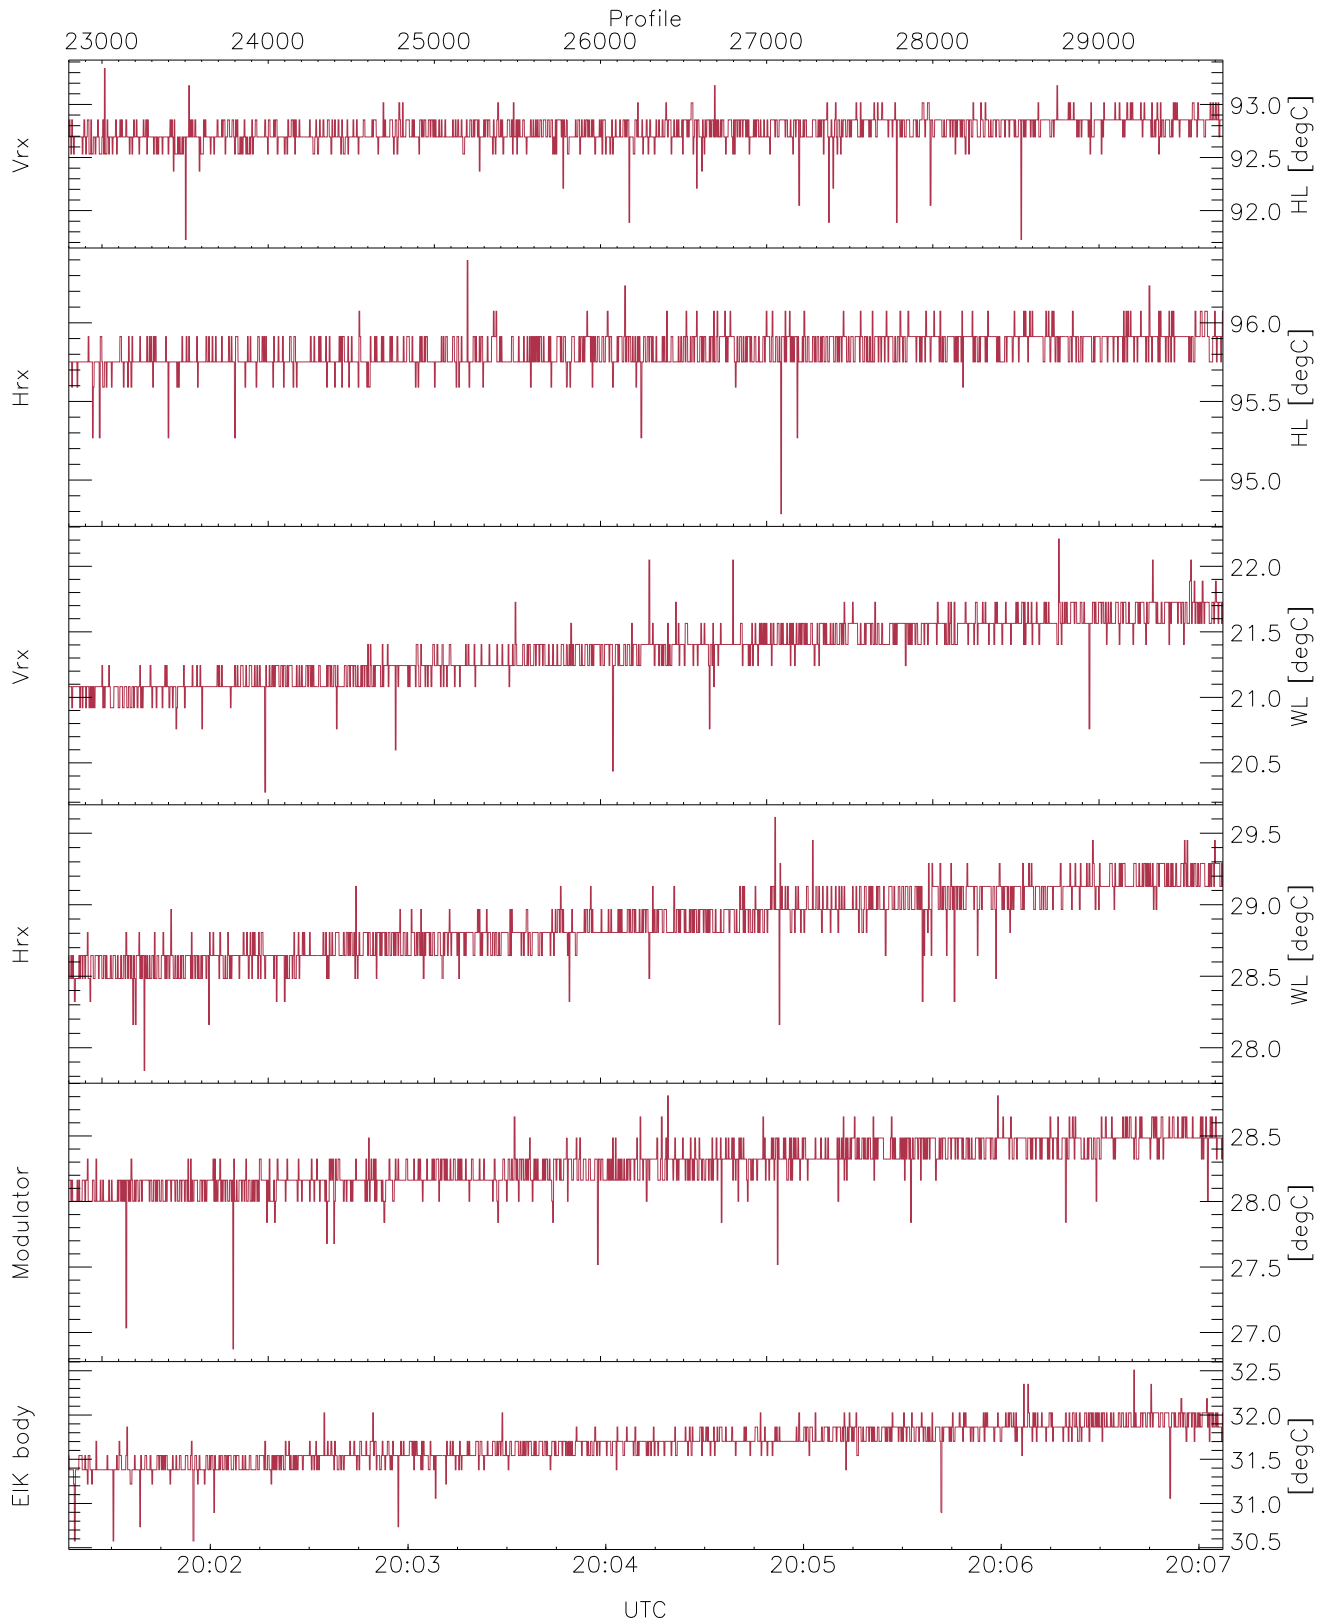 Profile
23000 24000 25000 26000 27000 28000 29000
Vrx
93.0
92.5
92.0
HL [degC]
Hrx
96.0
95.5
95.0
HL [degC]
Vrx
22.0
21.5
21.0
20.5
WL [degC]
Hrx
29.5
29.0
28.5
28.0
WL [degC]
Modulator
28.5
28.0
27.5
27.0
[degC]
EIK body
32.5
32.0
31.5
31.0
30.5
[degC]
20:02 20:03 20:04 20:05 20:06 20:07
UTC